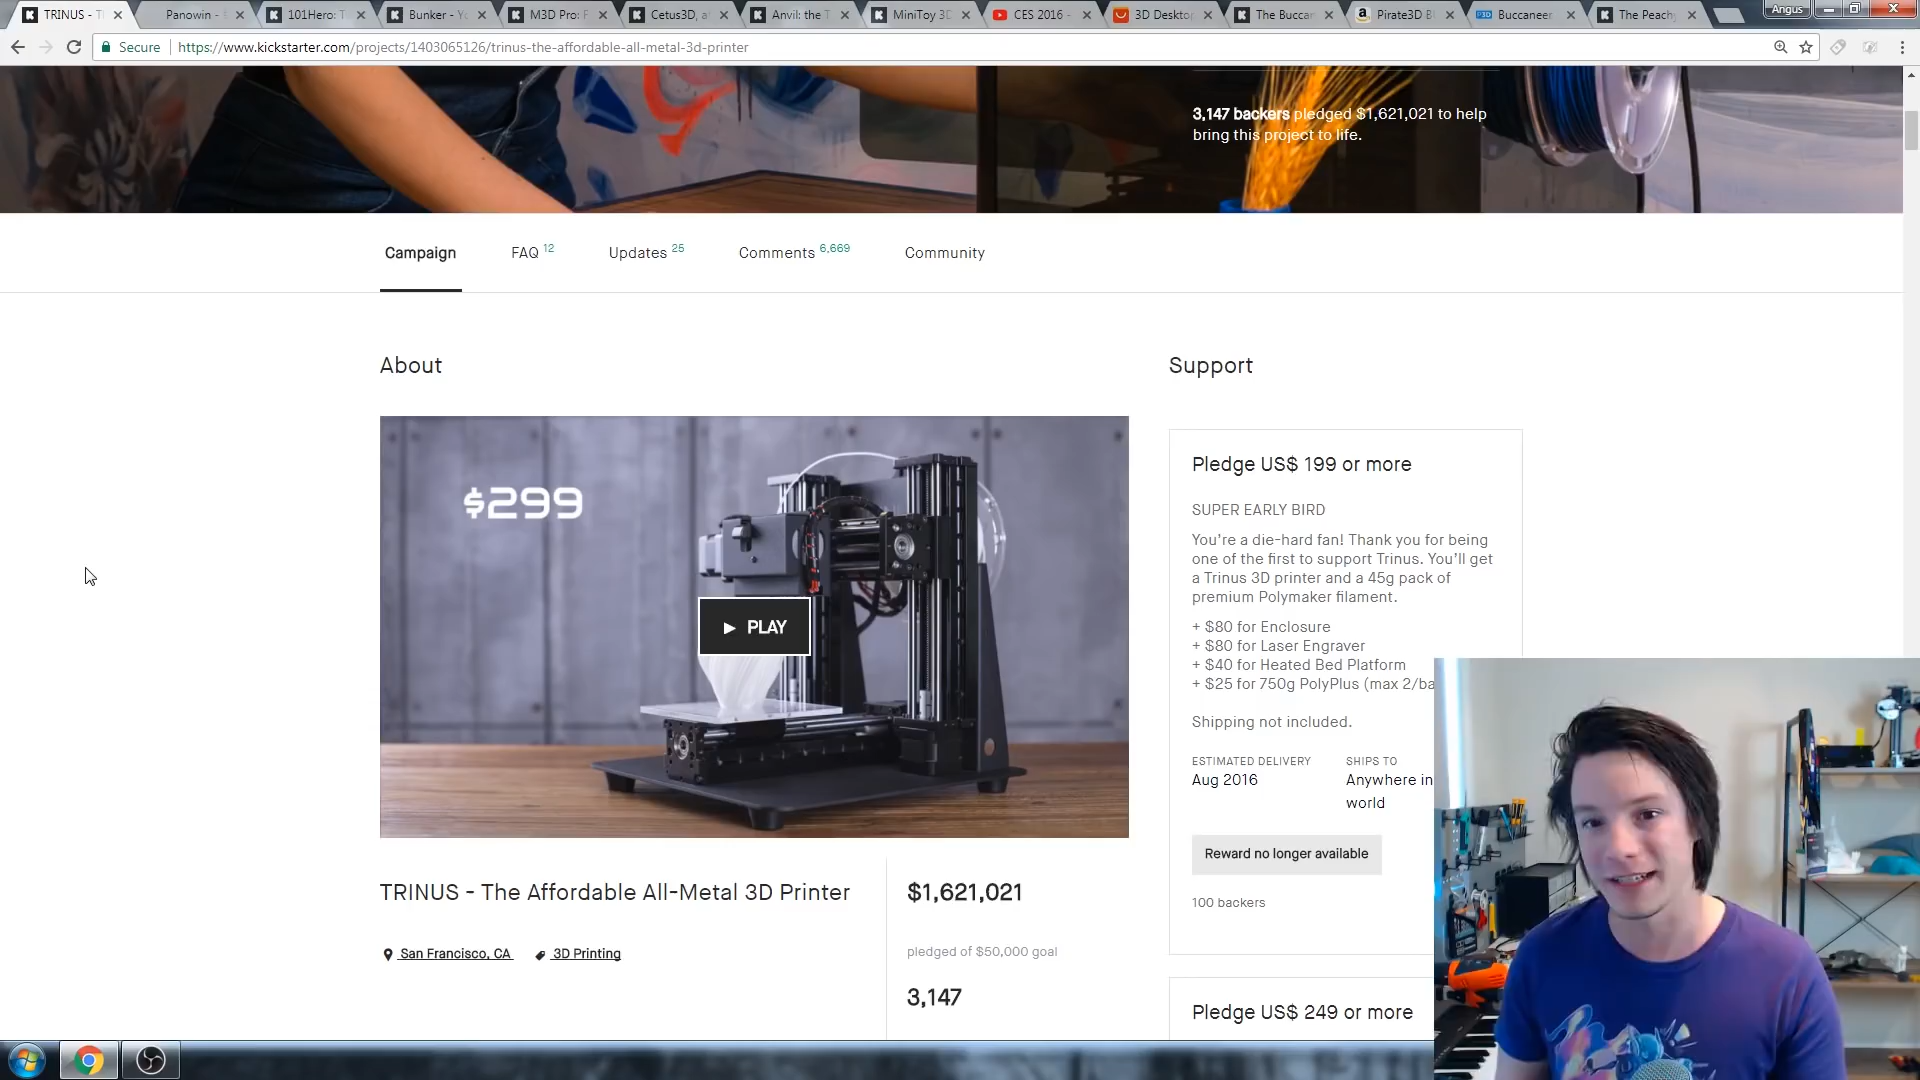 TRINUS - T
Panowin -
101Hero: T
Bunker - Yo
M3D Pro: F
Cetus3D, a
Anvil: the T
MiniToy 3D
CES 2016 -
3D Desktop
The Buccan
Pirate3D B
Buccaneer
The Peachy
Angus
Secure
https://www.kickstarter.com/projects/1403065126/trinus-the-affordable-all-metal-3d-printer
3,147 backers pledged $1,621,021 to help
bring this project to life.
Campaign
FAQ 12
Updates 25
Comments 6,669
Community
About
Support
$299
PLAY
Pledge US$ 199 or more
SUPER EARLY BIRD
You're a die-hard fan! Thank you for being
one of the first to support Trinus. You'll get
a Trinus 3D printer and a 45g pack of
premium Polymaker filament.
+ $80 for Enclosure
+ $80 for Laser Engraver
+ $40 for Heated Bed Platform
+ $25 for 750g PolyPlus (max 2/ba
Shipping not included.
ESTIMATED DELIVERY
Aug 2016
SHIPS TO
Anywhere in
world
Reward no longer available
100 backers
TRINUS - The Affordable All-Metal 3D Printer
San Francisco, CA
3D Printing
$1,621,021
pledged of $50,000 goal
3,147
Pledge US$ 249 or more